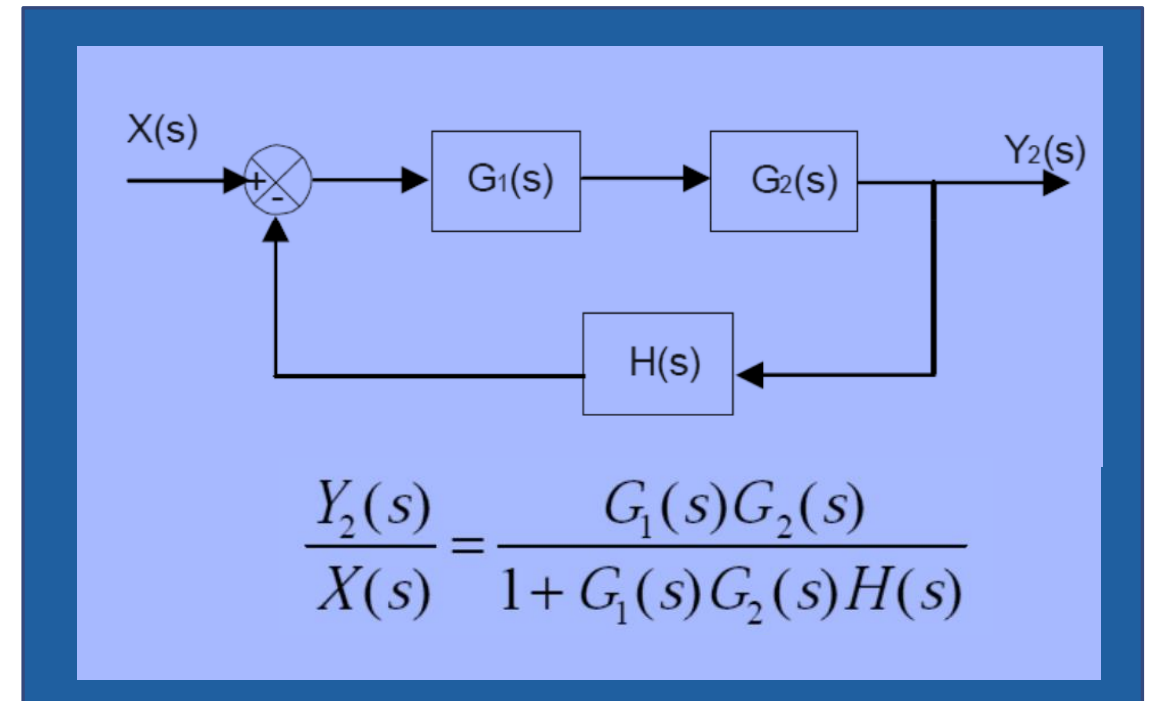 X(s)
Y₂(s)
+
-
G₁(s)
G₂(s)
H(s)
Y₂(s) / X(s) = G₁(s)G₂(s) / 1+ G₁(s)G₂(s)H(s)